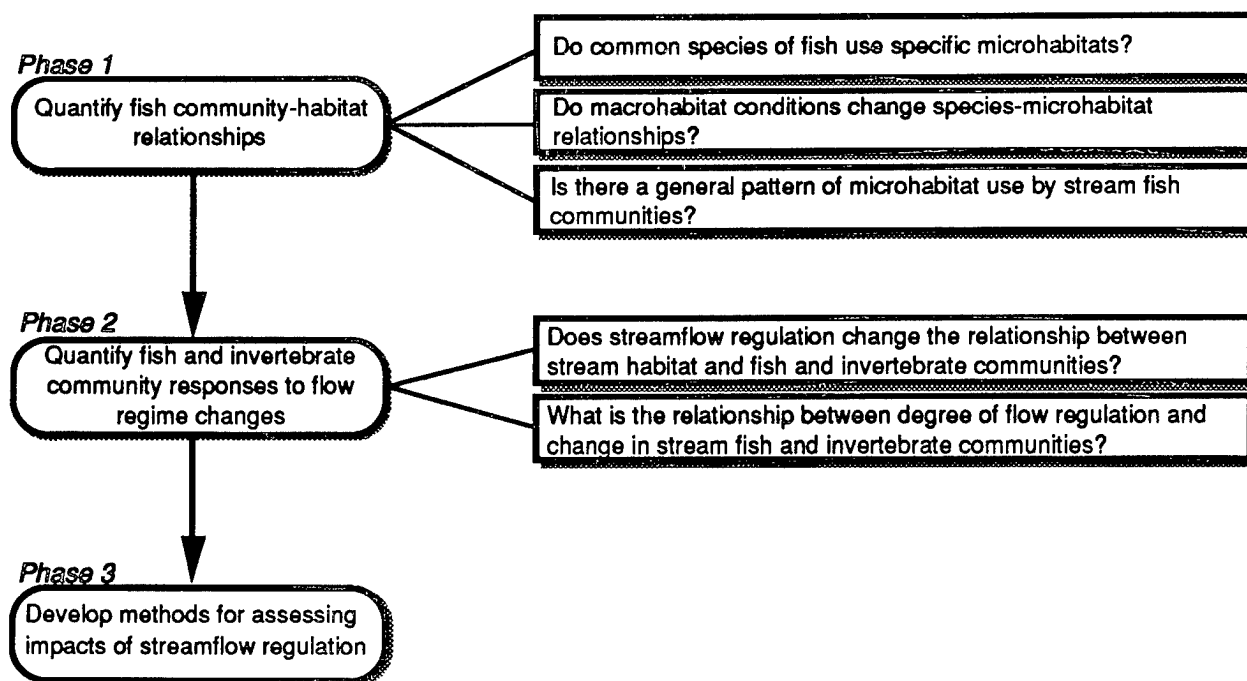 Phase 1
Quantify fish community-habitat
relationships
Do common species of fish use specific microhabitats?
Do macrohabitat conditions change species-microhabitat
relationships?
Is there a general pattern of microhabitat use by stream fish
communities?
Phase 2
Quantify fish and invertebrate
community responses to flow
regime changes
Does streamflow regulation change the relationship between
stream habitat and fish and invertebrate communities?
What is the relationship between degree of flow regulation and
change in stream fish and invertebrate communities?
Phase 3
Develop methods for assessing
impacts of streamflow regulation